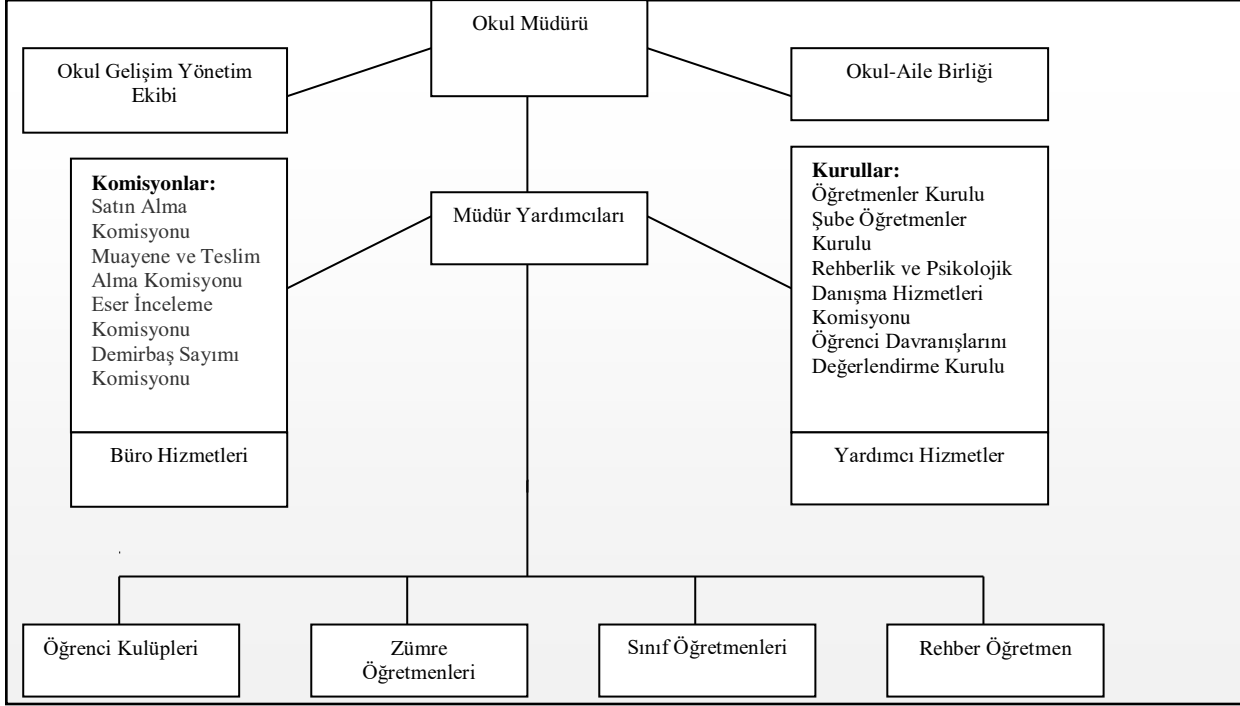 Okul Müdürü
Okul Gelişim Yönetim
Ekibi
Okul-Aile Birliği
Komisyonlar:
Satın Alma
Komisyonu
Muayene ve Teslim
Alma Komisyonu
Eser İnceleme
Komisyonu
Demirbaş Sayımı
Komisyonu
Müdür Yardımcıları
Kurullar:
Öğretmenler Kurulu
Şube Öğretmenler
Kurulu
Rehberlik ve Psikolojik
Danışma Hizmetleri
Komisyonu
Öğrenci Davranışlarını
Değerlendirme Kurulu
Büro Hizmetleri
Yardımcı Hizmetler
Öğrenci Kulüpleri
Zümre
Öğretmenleri
Sınıf Öğretmenleri
Rehber Öğretmen